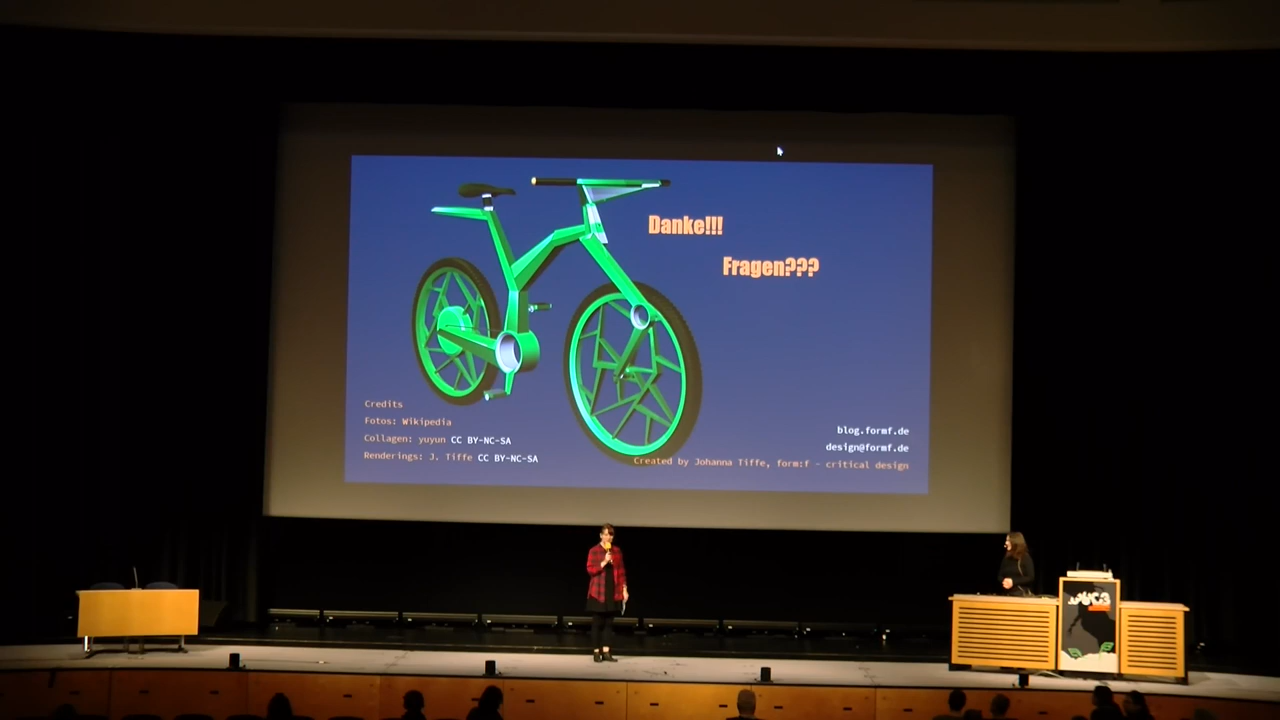 Danke!!!
Fragen???
Credits
Fotos: Wikipedia
Collagen: yuyun CC BY-NC-SA
Renderings: J. Tiffe CC BY-NC-SA
blog.formf.de
design@formf.de
Created by Johanna Tiffe, form:f - critical design